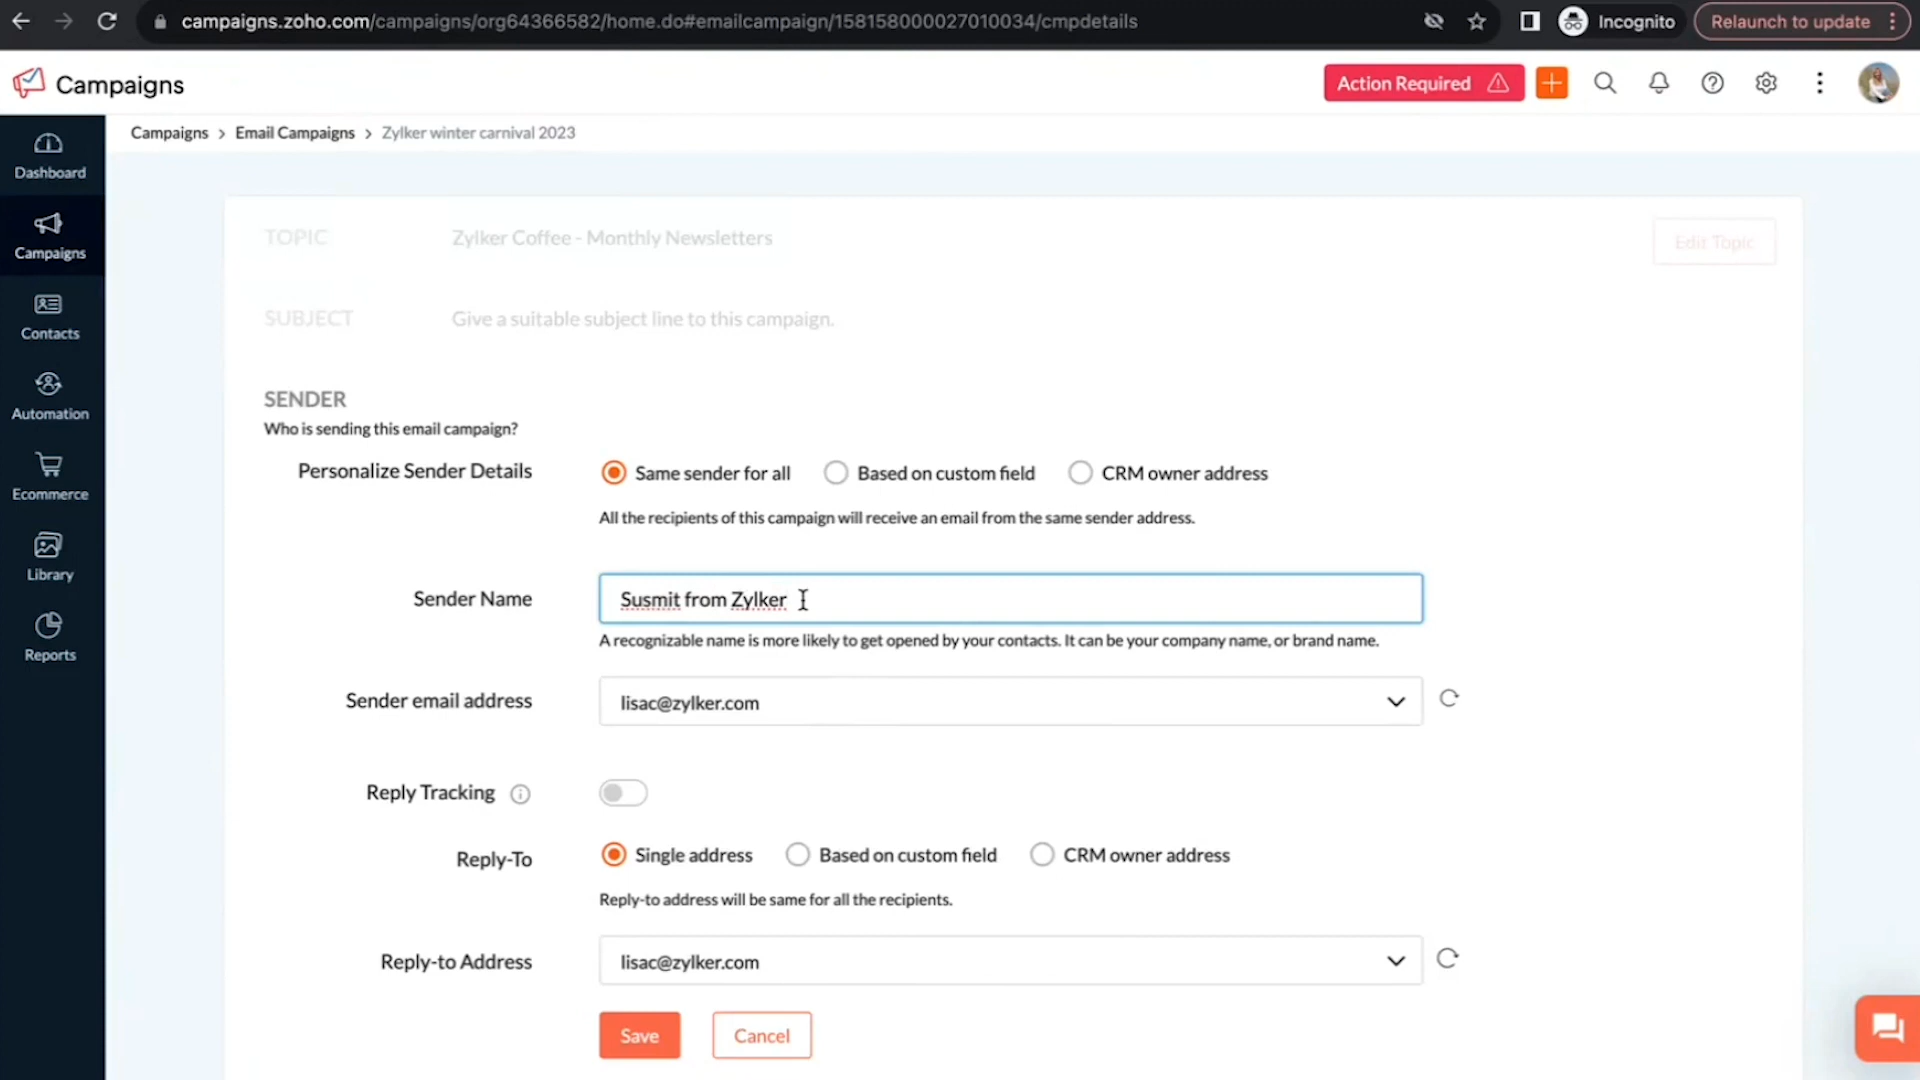 campaigns.zoho.com/campaigns/org64366582/home.do#emailcampaign/158158000027010034/cmpdetails
Incognito
Relaunch to update
Campaigns
Action Required
Campaigns > Email Campaigns > Zylker winter carnival 2023
Dashboard
Campaigns
Contacts
Automation
Ecommerce
Library
Reports
TOPIC Zylker Coffee - Monthly Newsletters Edit Topic
SUBJECT Give a suitable subject line to this campaign.
SENDER
Who is sending this email campaign?
Personalize Sender Details Same sender for all Based on custom field CRM owner address
All the recipients of this campaign will receive an email from the same sender address.
Sender Name Susmit from Zylker
A recognizable name is more likely to get opened by your contacts. It can be your company name, or brand name.
Sender email address lisac@zylker.com
Reply Tracking
Reply-To Single address Based on custom field CRM owner address
Reply-to address will be same for all the recipients.
Reply-to Address lisac@zylker.com
Save Cancel